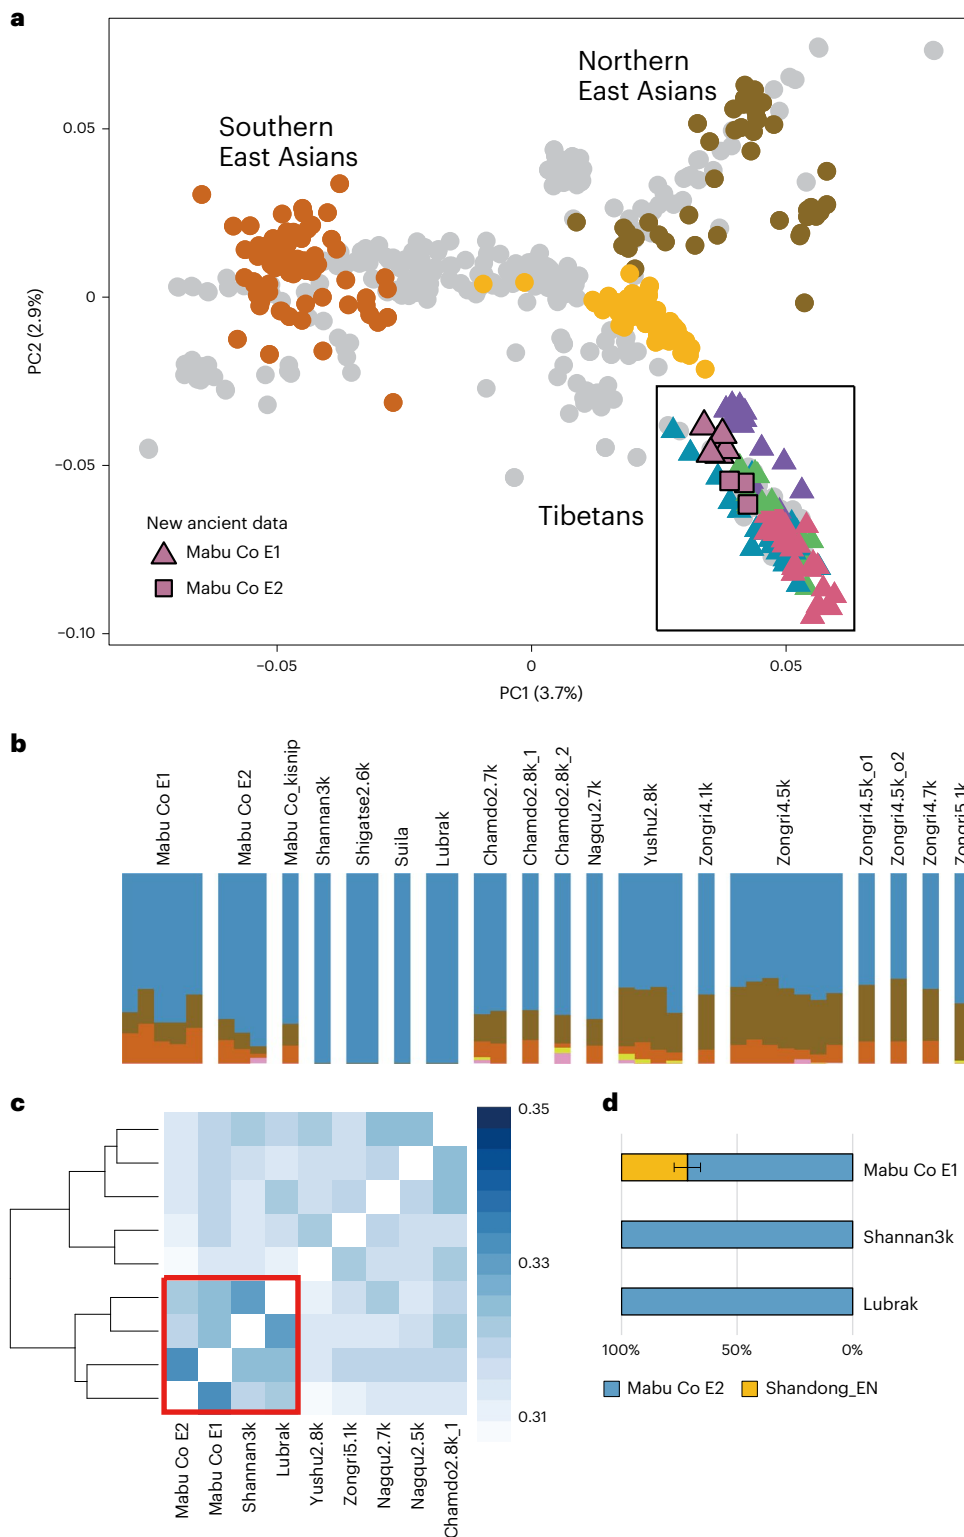 a
Northern
East Asians
Southern
East Asians
0.05
0
−0.05
−0.10
PC2 (2.9%)
Tibetans
New ancient data
Mabu Co E1
Mabu Co E2
−0.05
0
0.05
PC1 (3.7%)
b
Mabu Co E1
Mabu Co E2
Mabu Co_kisnip
Shannan3k
Shigatse2.6k
Suila
Lubrak
Chamdo2.7k
Chamdo2.8k_1
Chamdo2.8k_2
Nagqu2.7k
Yushu2.8k
Zongri4.1k
Zongri4.5k
Zongri4.5k_o1
Zongri4.5k_o2
Zongri4.7k
Zongri5.1k
c
0.35
0.33
0.31
Mabu Co E2
Mabu Co E1
Shannan3k
Lubrak
Yushu2.8k
Zongri5.1k
Nagqu2.7k
Nagqu2.5k
Chamdo2.8k_1
d
Mabu Co E1
Shannan3k
Lubrak
100%
50%
0%
Mabu Co E2
Shandong_EN